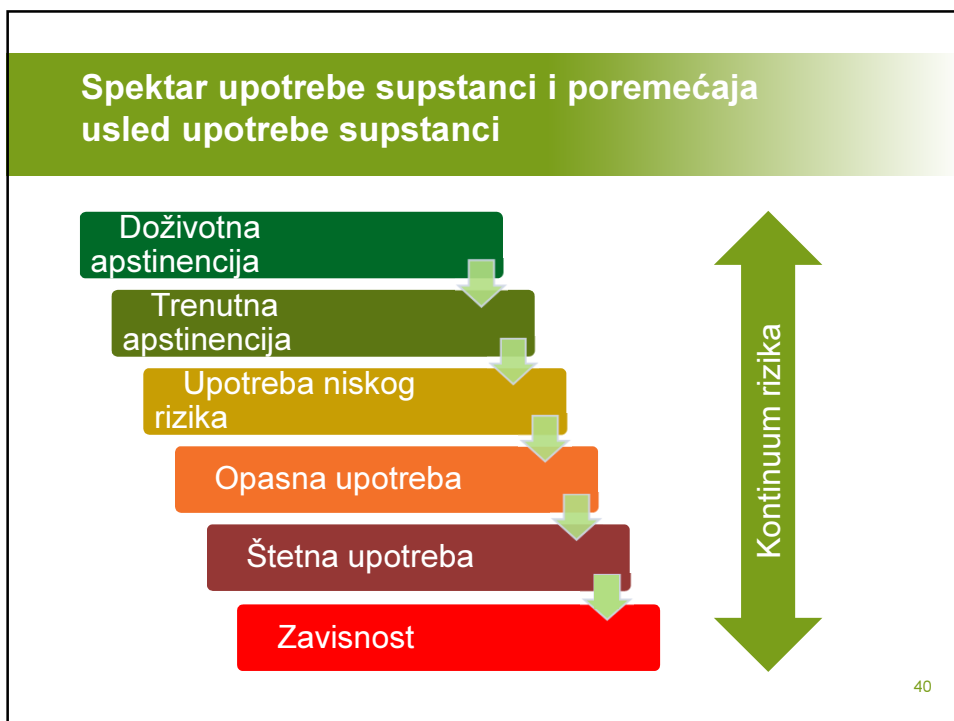 Spektar upotrebe supstanci i poremećaja
usled upotrebe supstanci
Doživotna
apstinencija
Trenutna
apstinencija
Upotreba niskog
rizika
Opasna upotreba
Štetna upotreba
Zavisnost
Kontinuum rizika
40